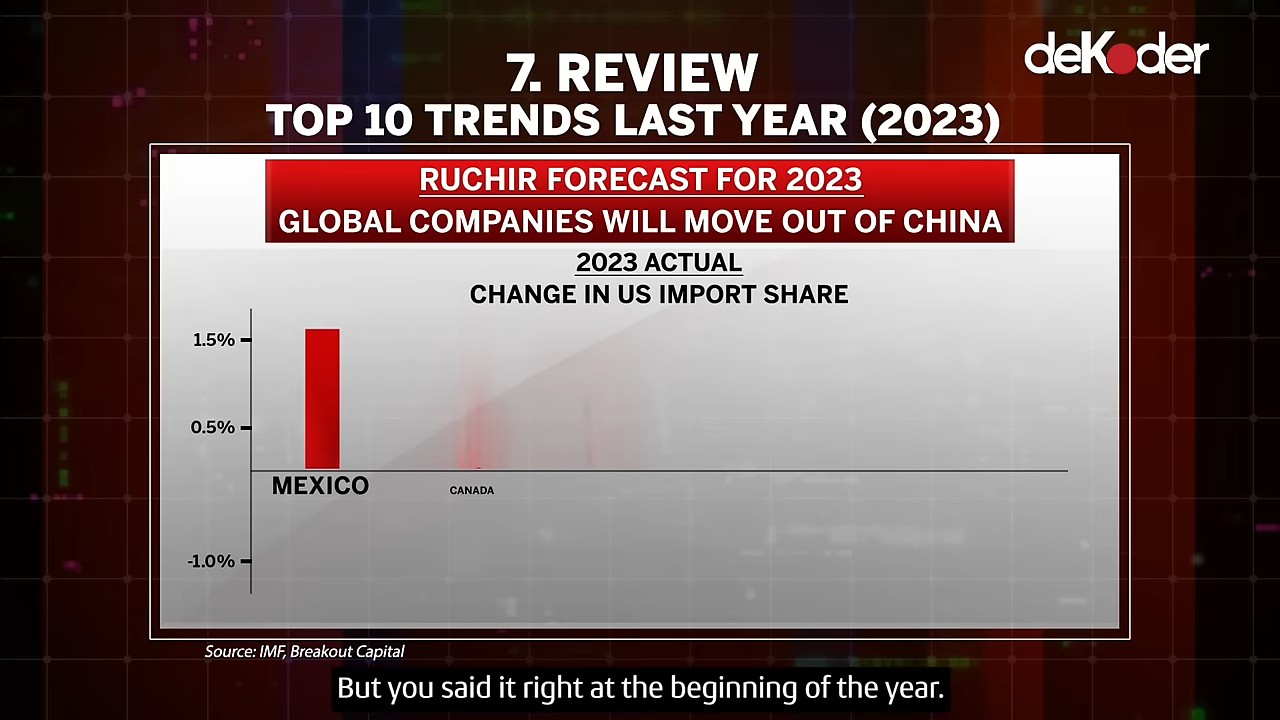 deKoder
7. REVIEW
TOP 10 TRENDS LAST YEAR (2023)
RUCHIR FORECAST FOR 2023
GLOBAL COMPANIES WILL MOVE OUT OF CHINA
2023 ACTUAL
CHANGE IN US IMPORT SHARE
1.5%
0.5%
MEXICO
CANADA
-1.0%
Source: IMF, Breakout Capital
But you said it right at the beginning of the year.